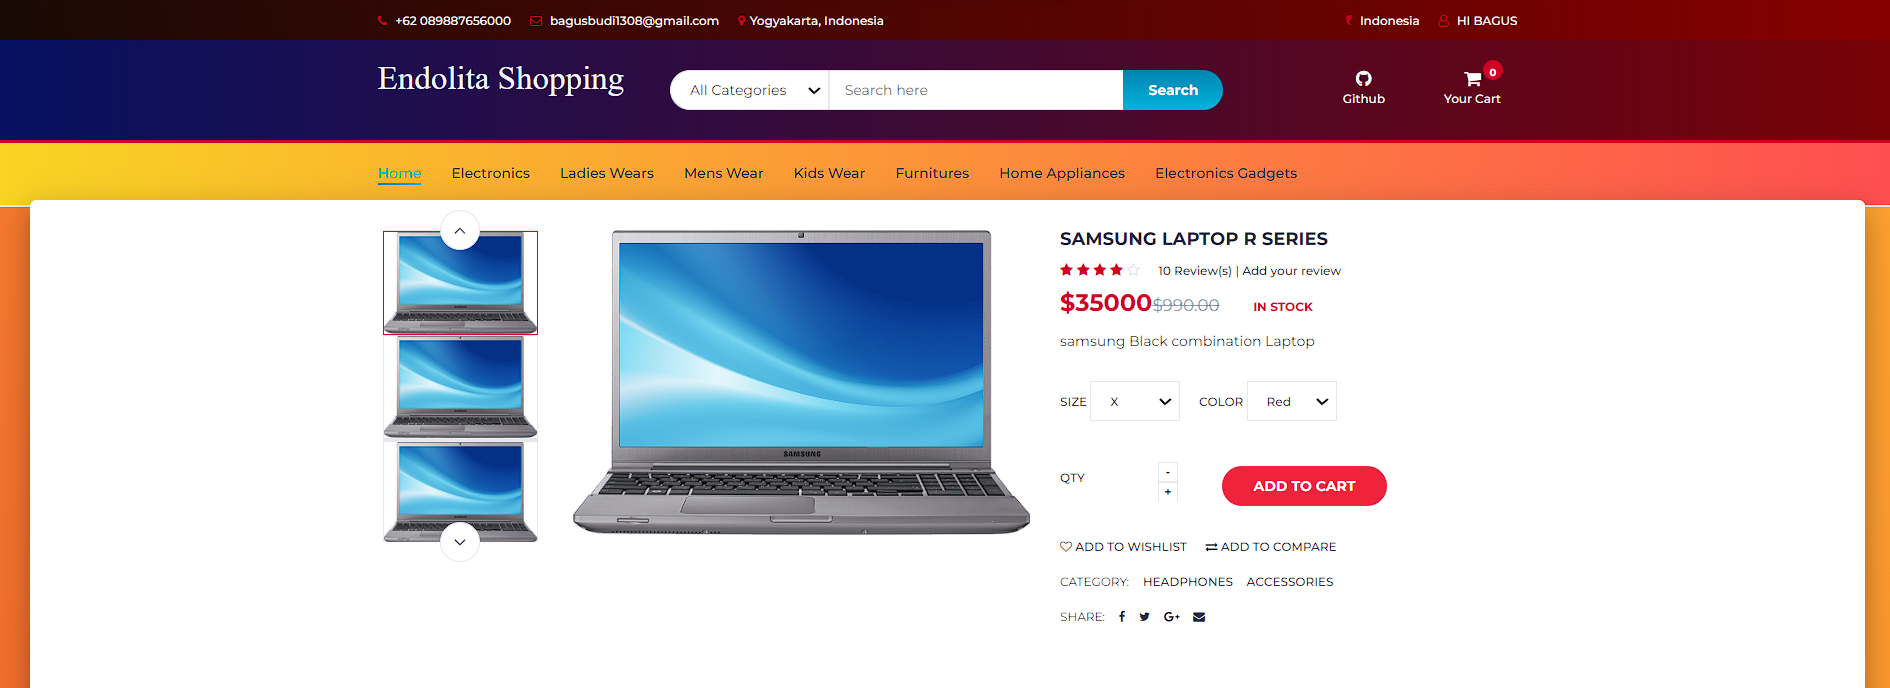 +62 089887656000 bagusbudi1308@gmail.com Yogyakarta, Indonesia Indonesia HI BAGUS
Endolita Shopping All Categories Search here Search Github 0 Your Cart
Home Electronics Ladies Wears Mens Wear Kids Wear Furnitures Home Appliances Electronics Gadgets
SAMSUNG
SAMSUNG LAPTOP R SERIES
10 Review(s) | Add your review
$35000 $990.00 IN STOCK
samsung Black combination Laptop
SIZE X COLOR Red
QTY - + ADD TO CART
ADD TO WISHLIST ADD TO COMPARE
CATEGORY: HEADPHONES ACCESSORIES
SHARE: G+